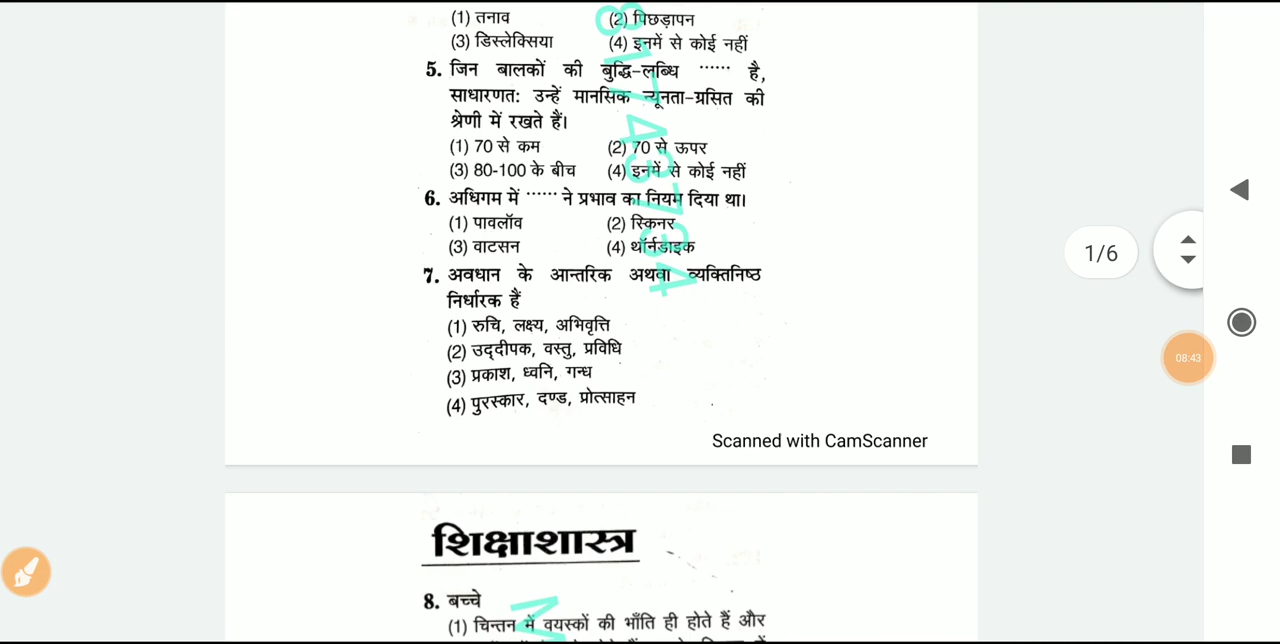 (1) तनाव (2) पिछड़ापन
(3) डिस्लेक्सिया (4) इनमें से कोई नहीं
5. जिन बालकों की बुद्धि-लब्धि ...... है,
साधारणतः उन्हें मानसिक न्यूनता-ग्रसित की
श्रेणी में रखते हैं।
(1) 70 से कम (2) 70 से ऊपर
(3) 80-100 के बीच (4) इनमें से कोई नहीं
6. अधिगम में ...... ने प्रभाव का नियम दिया था।
(1) पावलॉव (2) स्किनर
(3) वाटसन (4) थॉर्नडाइक
7. अवधान के आन्तरिक अथवा व्यक्तिनिष्ठ
निर्धारक हैं
(1) रुचि, लक्ष्य, अभिवृत्ति
(2) उद्दीपक, वस्तु, प्रविधि
(3) प्रकाश, ध्वनि, गन्ध
(4) पुरस्कार, दण्ड, प्रोत्साहन
Scanned with CamScanner
शिक्षाशास्त्र
8. बच्चे
(1) चिन्तन में वयस्कों की भाँति ही होते हैं और
81743734
M
1/6
08:43